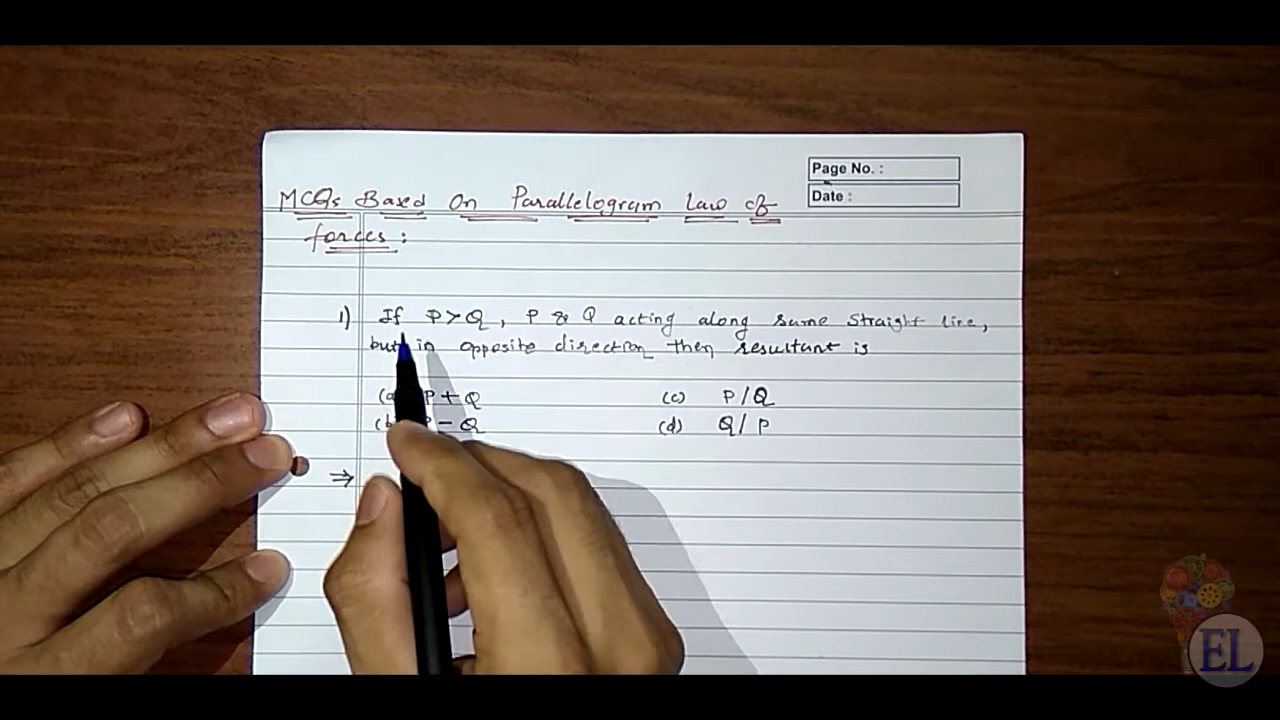 Page No. :
Date :
MCQs Based On Parallelogram Law of
forces :
1) If P > Q, P & Q acting along same straight line,
but in opposite direction then resultant is
(a) P + Q (c) P / Q
(b) P - Q (d) Q / P
⇒
EL